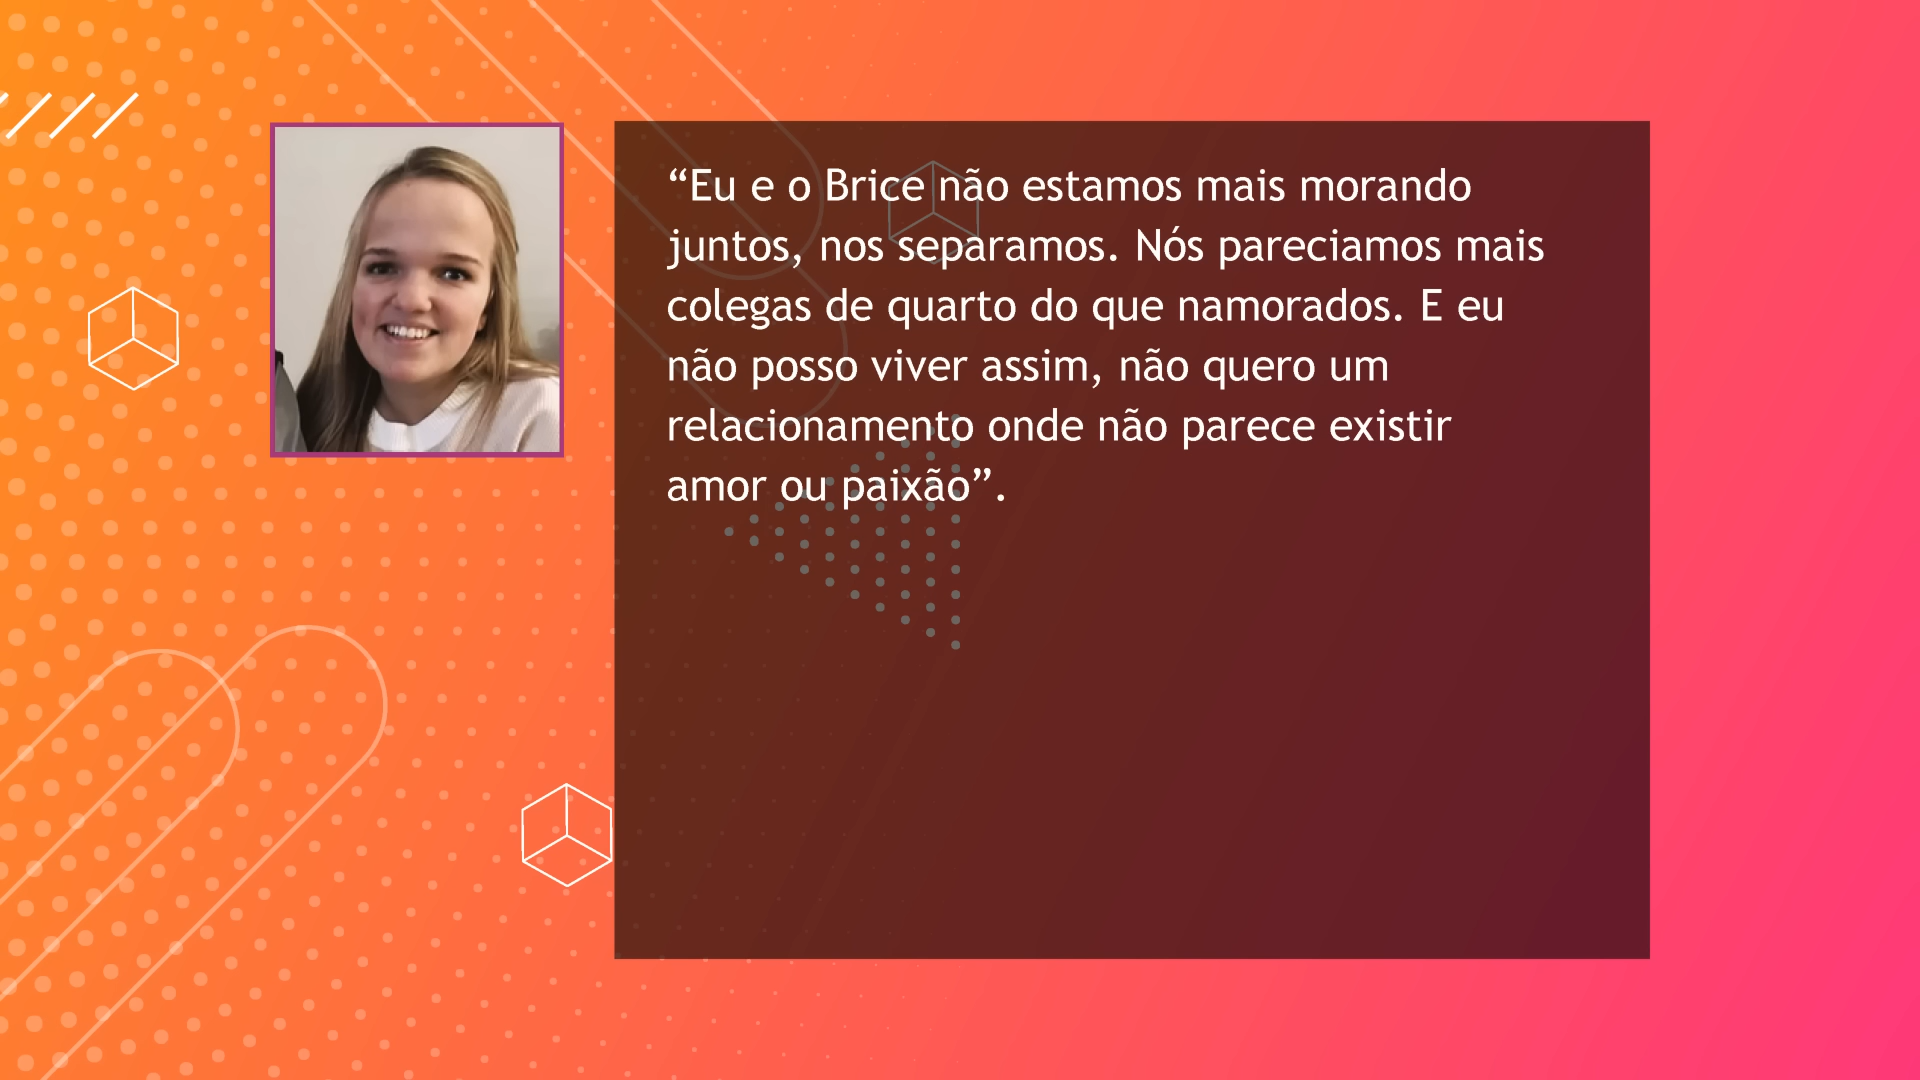 “Eu e o Brice não estamos mais morando
juntos, nos separamos. Nós pareciamos mais
colegas de quarto do que namorados. E eu
não posso viver assim, não quero um
relacionamento onde não parece existir
amor ou paixão”.